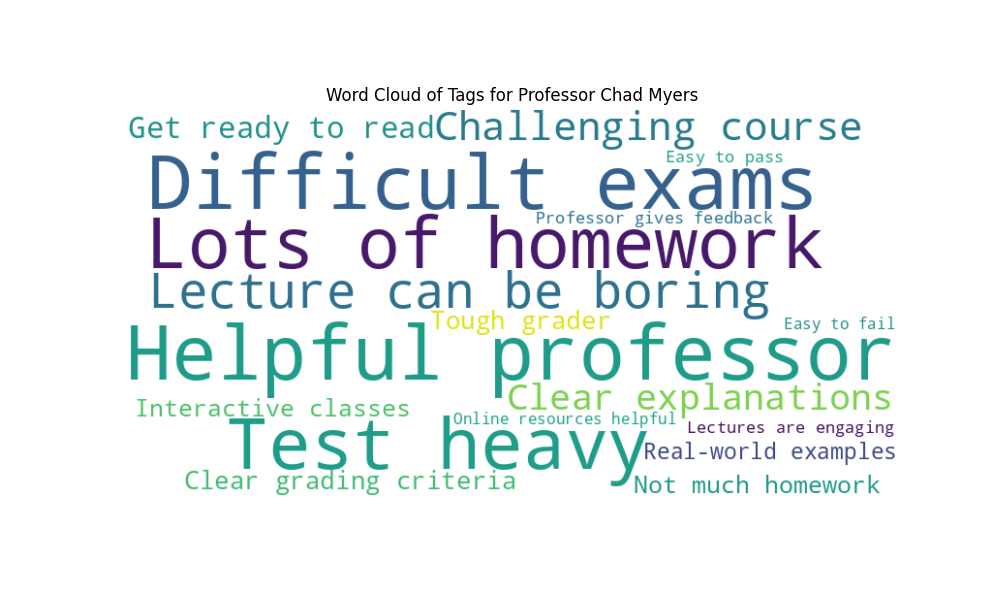 Word Cloud of Tags for Professor Chad Myers
Get ready to read
Challenging course
Easy to pass
Difficult exams
Professor gives feedback
Lots of homework
Lecture can be boring
Tough grader
Easy to fail
Helpful professor
Clear explanations
Interactive classes
Online resources helpful
Lectures are engaging
Test heavy
Real-world examples
Clear grading criteria
Not much homework